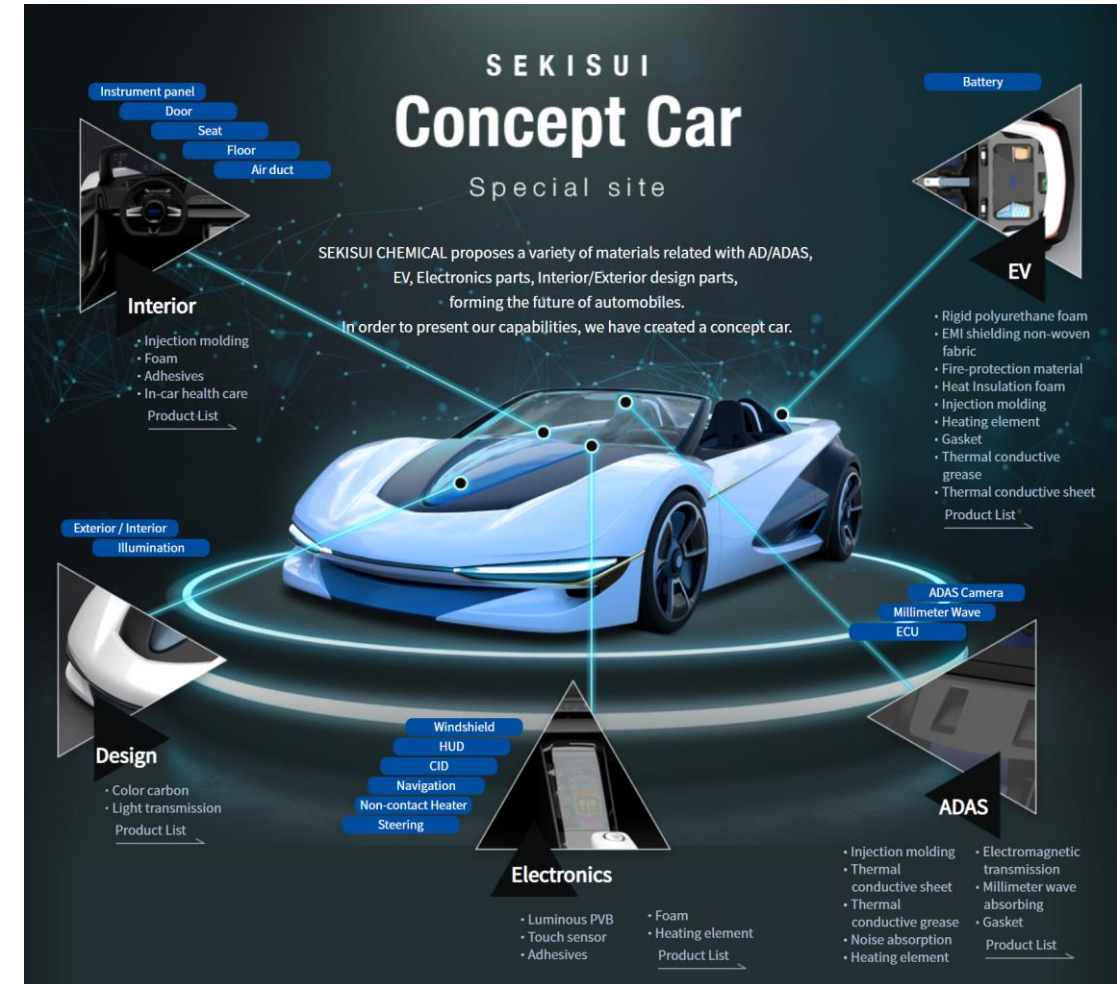 SEKISUI
Concept Car
Special site
SEKISUI CHEMICAL proposes a variety of materials related with AD/ADAS,
EV, Electronics parts, Interior/Exterior design parts,
forming the future of automobiles.
In order to present our capabilities, we have created a concept car.
Instrument panel
Door
Seat
Floor
Air duct
Interior
• Injection molding
• Foam
• Adhesives
• In-car health care
Product List
Battery
EV
• Rigid polyurethane foam
• EMI shielding non-woven
fabric
• Fire-protection material
• Heat Insulation foam
• Injection molding
• Heating element
• Gasket
• Thermal conductive
grease
• Thermal conductive sheet
Product List
Exterior / Interior
Illumination
Design
• Color carbon
• Light transmission
Product List
Windshield
HUD
CID
Navigation
Non-contact Heater
Steering
Electronics
• Luminous PVB
• Touch sensor
• Adhesives
• Foam
• Heating element
Product List
ADAS Camera
Millimeter Wave
ECU
ADAS
• Injection molding
• Thermal
conductive sheet
• Thermal
conductive grease
• Noise absorption
• Heating element
• Electromagnetic
transmission
• Millimeter wave
absorbing
• Gasket
Product List